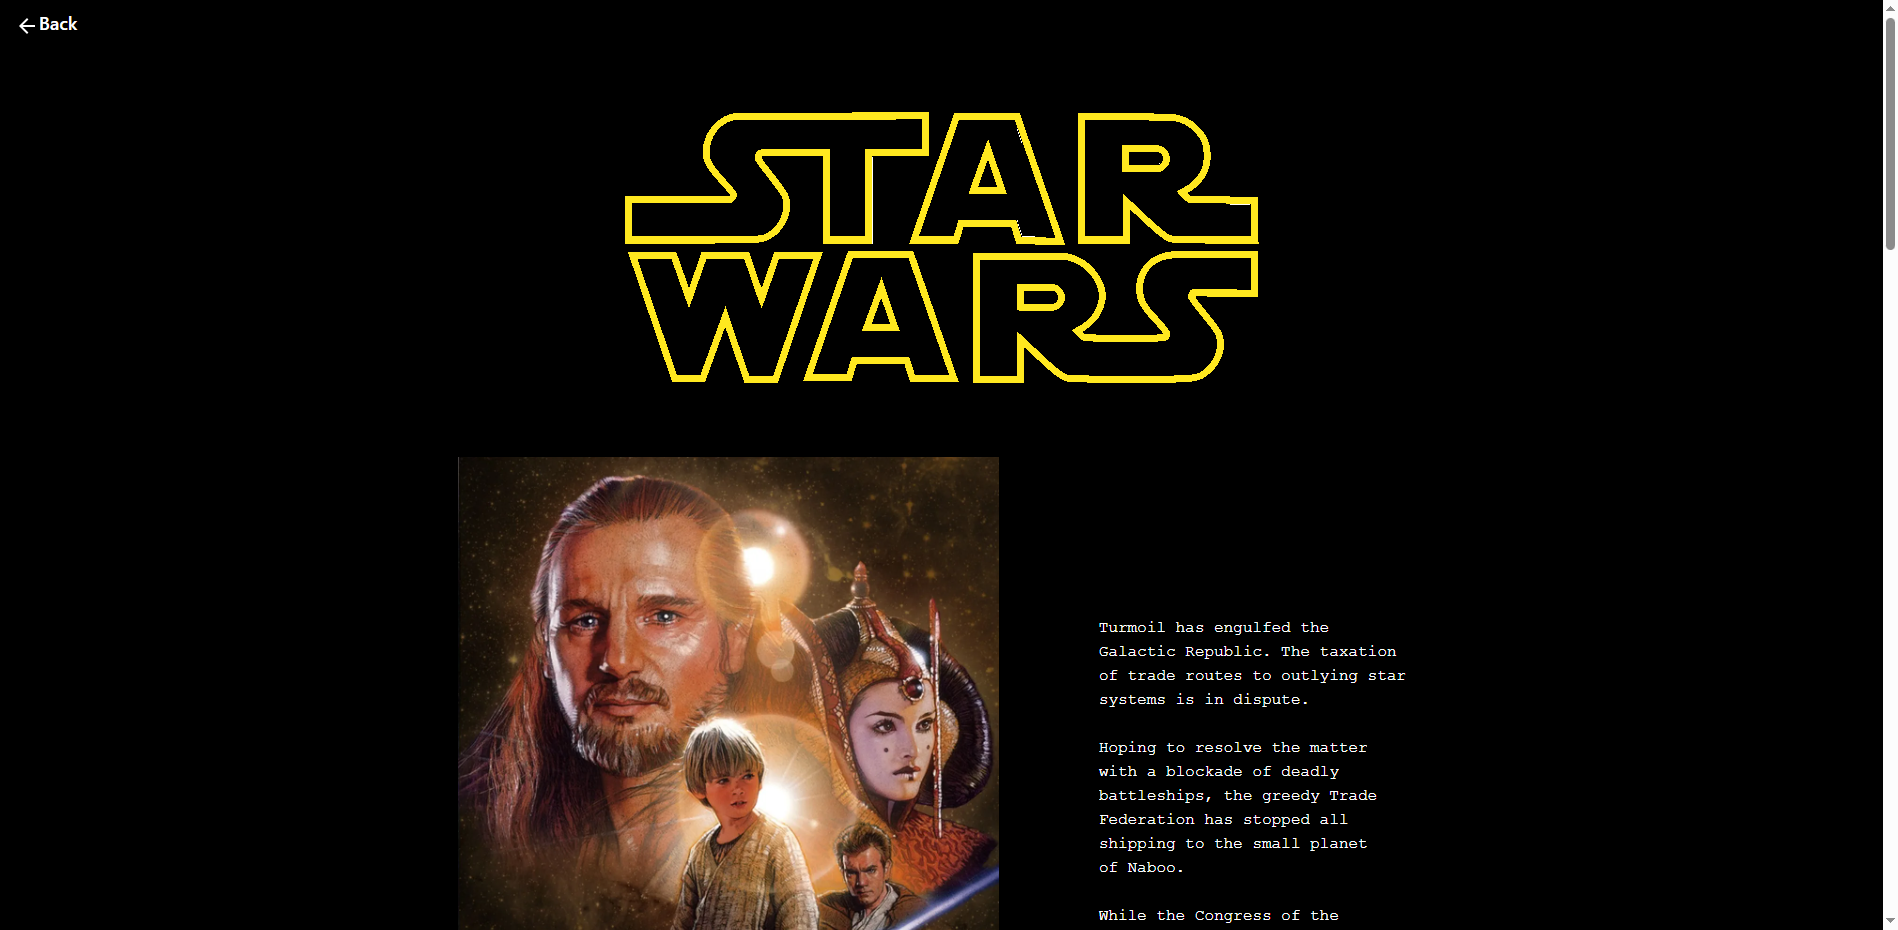 Back
STAR
WARS
Turmoil has engulfed the
Galactic Republic. The taxation
of trade routes to outlying star
systems is in dispute.
Hoping to resolve the matter
with a blockade of deadly
battleships, the greedy Trade
Federation has stopped all
shipping to the small planet
of Naboo.
While the Congress of the